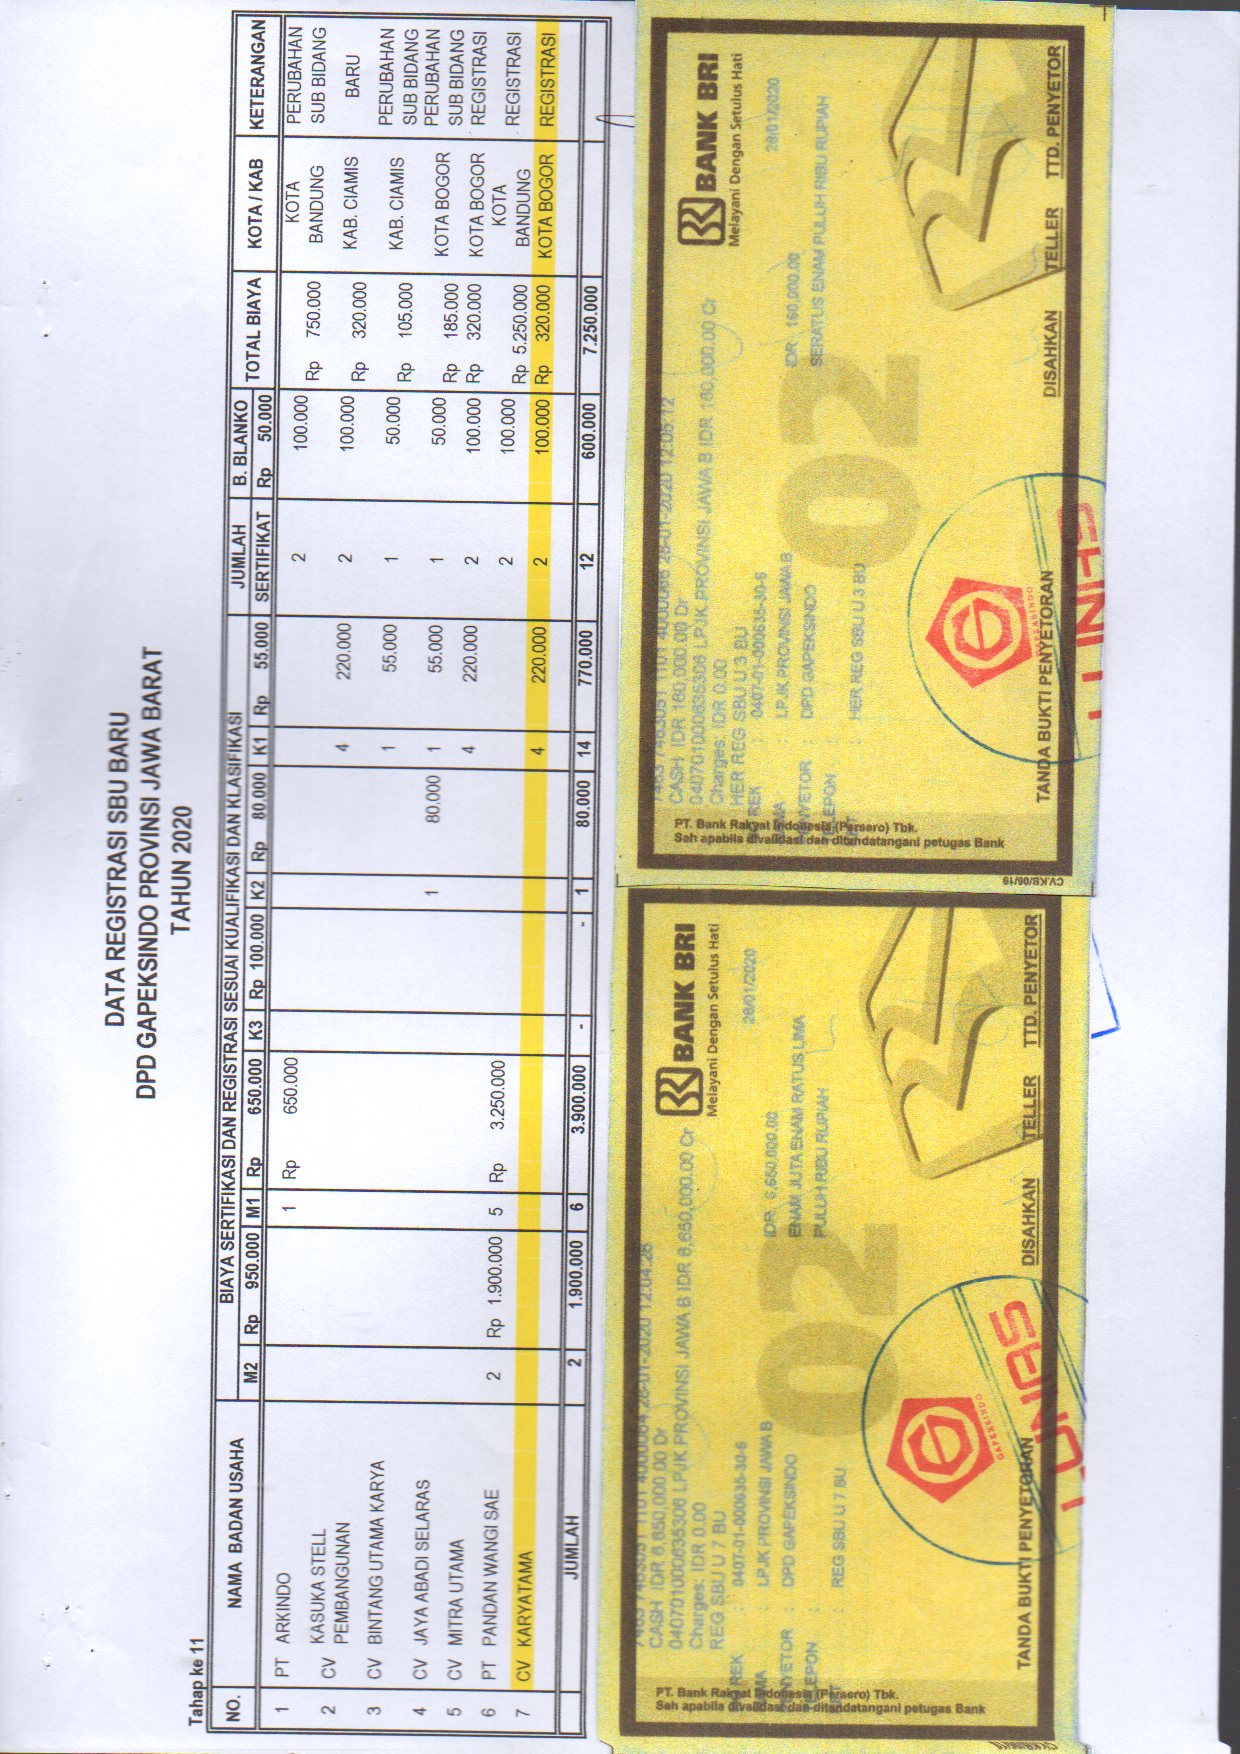 DATA REGISTRASI SBU BARU
DPD GAPEKSINDO PROVINSI JAWA BARAT
TAHUN 2020
Tahap ke 11
NO. NAMA BADAN USAHA BIAYA SERTIFIKASI DAN REGISTRASI SESUAI KUALIFIKASI DAN KLASIFIKASI JUMLAH B. BLANKO TOTAL BIAYA KOTA / KAB KETERANGAN
M2 Rp 950.000 M1 Rp 650.000 K3 Rp 100.000 K2 Rp 80.000 K1 Rp 55.000 SERTIFIKAT Rp 50.000
1 PT ARKINDO 1 Rp 650.000 2 100.000 Rp 750.000 KOTA BANDUNG PERUBAHAN SUB BIDANG
2 CV KASUKA STELL PEMBANGUNAN 4 220.000 2 100.000 Rp 320.000 KAB. CIAMIS BARU
3 CV BINTANG UTAMA KARYA 1 55.000 1 50.000 Rp 105.000 KAB. CIAMIS PERUBAHAN SUB BIDANG
4 CV JAYA ABADI SELARAS 1 80.000 1 55.000 1 50.000 Rp 185.000 KOTA BOGOR PERUBAHAN SUB BIDANG
5 CV MITRA UTAMA 4 220.000 2 100.000 Rp 320.000 KOTA BOGOR REGISTRASI
6 PT PANDAN WANGI SAE 2 Rp 1.900.000 5 Rp 3.250.000 2 100.000 Rp 5.250.000 KOTA BANDUNG REGISTRASI
7 CV KARYATAMA 4 220.000 2 100.000 Rp 320.000 KOTA BOGOR REGISTRASI
JUMLAH 2 1.900.000 6 3.900.000 - - 1 80.000 14 770.000 12 600.000 7.250.000
CASH IDR 6,650,000.00 Dr
040701000635306 LPJK PROVINSI JAWA B IDR 6,650,000.00 Cr
Charges: IDR 0.00
REG SBU U 7 BU
BANK BRI
Melayani Dengan Setulus Hati
28/01/2020
REK : 0407-01-000635-30-6
LPJK PROVINSI JAWA B
IDR 6,650,000.00
NYETOR : DPD GAPEKSINDO
ENAM JUTA ENAM RATUS LIMA
PULUH RIBU RUPIAH
REG SBU U 7 BU
02
PT. Bank Rakyat Indonesia (Persero) Tbk.
Sah apabila divalidasi dan ditandatangani petugas Bank
GAPEKSINDO
LUNAS
TANDA BUKTI PENYETORAN
DISAHKAN TELLER TTD. PENYETOR
CASH IDR 160,000.00 Dr
040701000635306 LPJK PROVINSI JAWA B IDR 160,000.00 Cr
Charges: IDR 0.00
HER REG SBU U 3 BU
BANK BRI
Melayani Dengan Setulus Hati
28/01/2020
REK : 0407-01-000635-30-6
LPJK PROVINSI JAWA B
IDR 160,000.00
NYETOR : DPD GAPEKSINDO
SERATUS ENAM PULUH RIBU RUPIAH
HER REG SBU U 3 BU
02
PT. Bank Rakyat Indonesia (Persero) Tbk.
Sah apabila divalidasi dan ditandatangani petugas Bank
GAPEKSINDO
LUNAS
TANDA BUKTI PENYETORAN
DISAHKAN TELLER TTD. PENYETOR
CV.KB/06/19